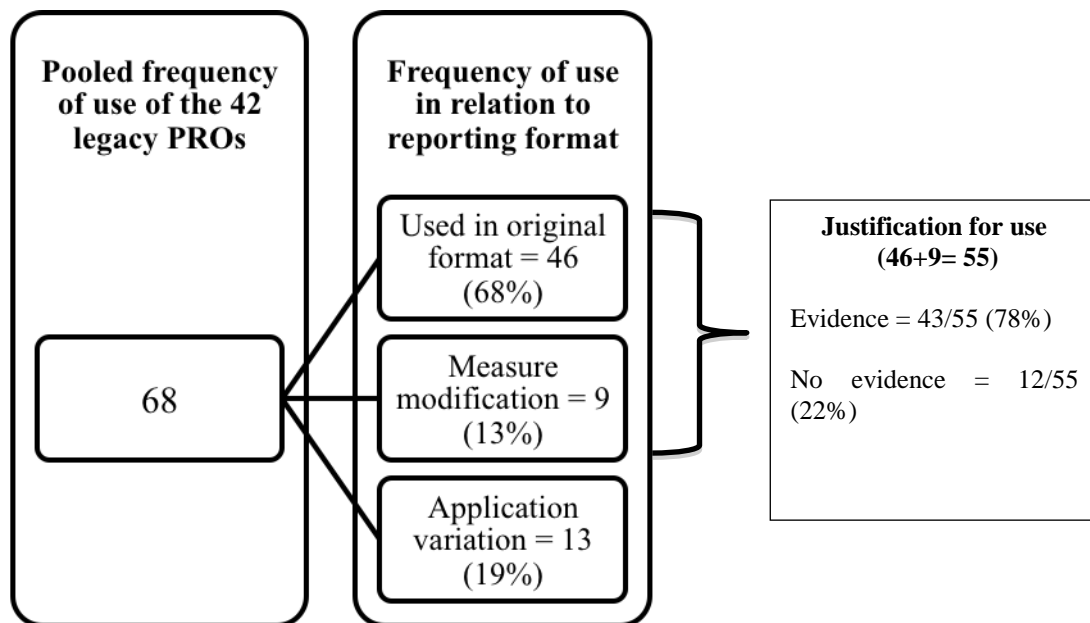 Pooled frequency
of use of the 42
legacy PROs
68
Frequency of use
in relation to
reporting format
Used in original
format = 46
(68%)
Measure
modification = 9
(13%)
Application
variation = 13
(19%)
Justification for use
(46+9= 55)
Evidence = 43/55 (78%)
No evidence = 12/55
(22%)